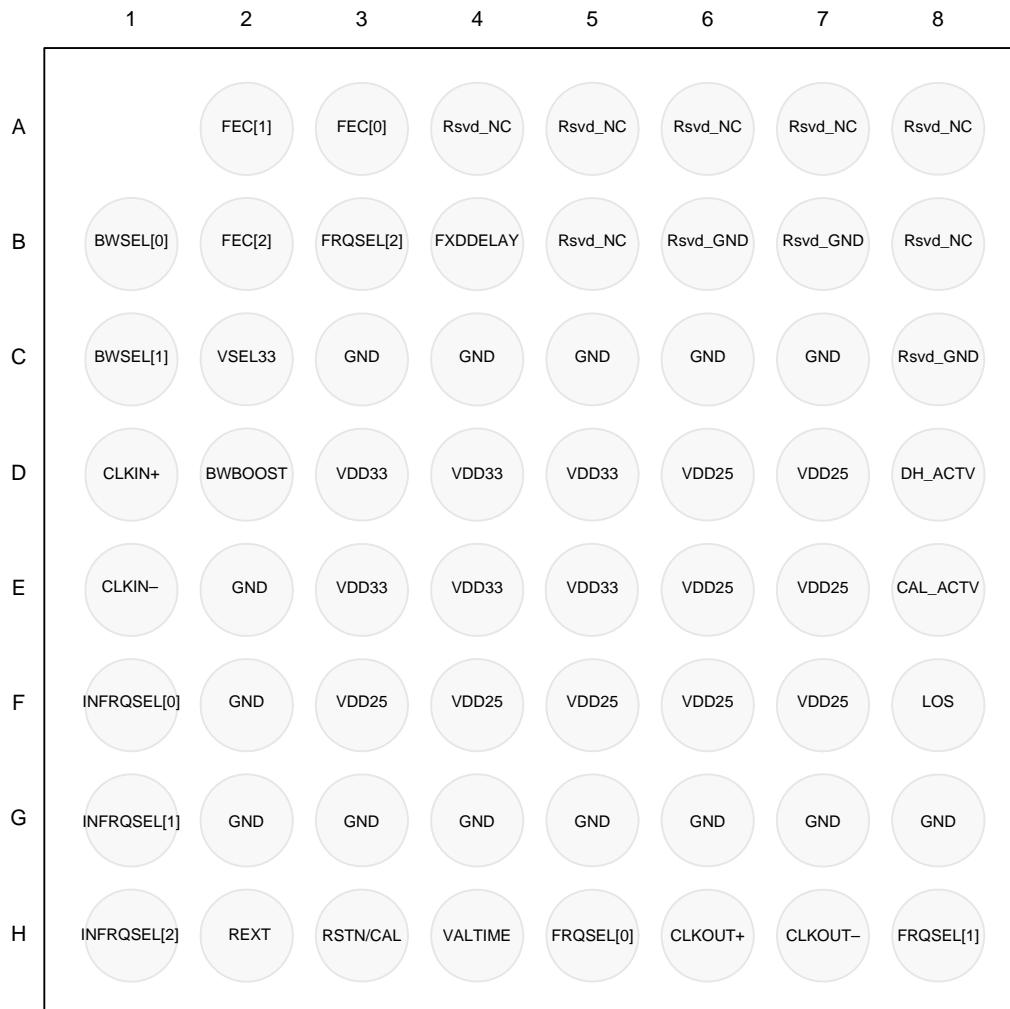 1 2 3 4 5 6 7 8
A FEC[1] FEC[0] Rsvd_NC Rsvd_NC Rsvd_NC Rsvd_NC Rsvd_NC
B BWSEL[0] FEC[2] FRQSEL[2] FXDDELAY Rsvd_NC Rsvd_GND Rsvd_GND Rsvd_NC
C BWSEL[1] VSEL33 GND GND GND GND GND Rsvd_GND
D CLKIN+ BWBOOST VDD33 VDD33 VDD33 VDD25 VDD25 DH_ACTV
E CLKIN– GND VDD33 VDD33 VDD33 VDD25 VDD25 CAL_ACTV
F INFRQSEL[0] GND VDD25 VDD25 VDD25 VDD25 VDD25 LOS
G INFRQSEL[1] GND GND GND GND GND GND GND
H INFRQSEL[2] REXT RSTN/CAL VALTIME FRQSEL[0] CLKOUT+ CLKOUT– FRQSEL[1]